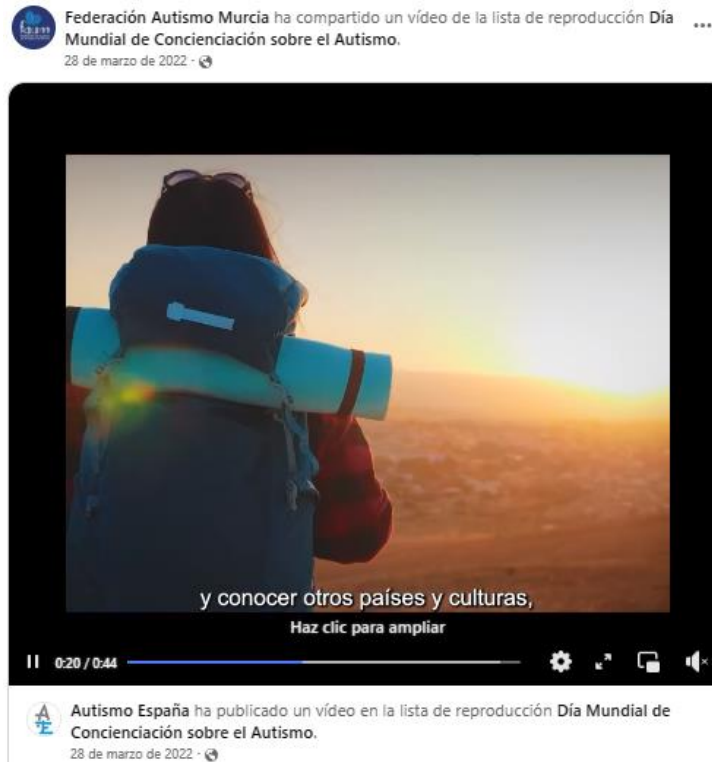 Federación Autismo Murcia ha compartido un vídeo de la lista de reproducción Día
Mundial de Concienciación sobre el Autismo.
28 de marzo de 2022 ·
y conocer otros países y culturas,
Haz clic para ampliar
0:20 / 0:44
Autismo España ha publicado un vídeo en la lista de reproducción Día Mundial de
Concienciación sobre el Autismo.
28 de marzo de 2022 ·